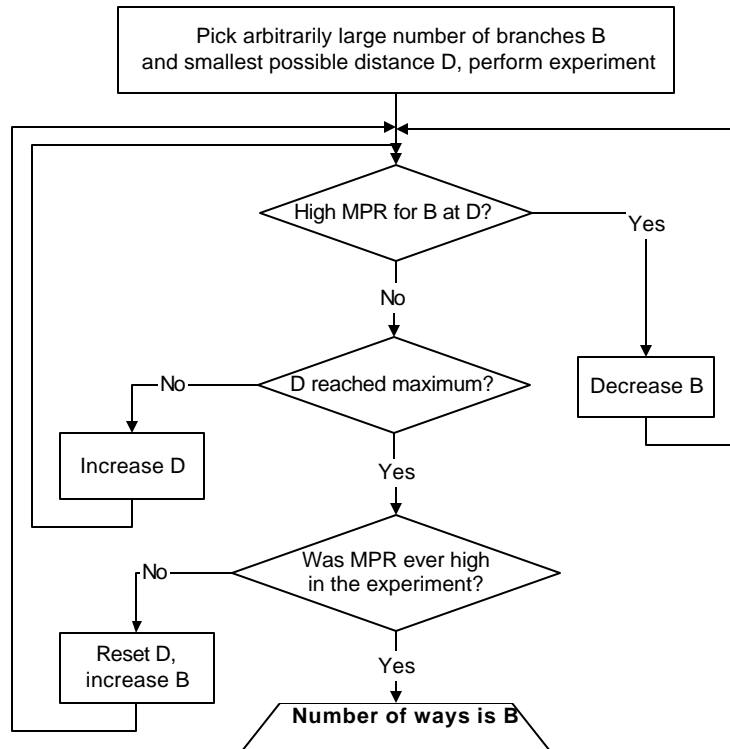 Pick arbitrarily large number of branches B
and smallest possible distance D, perform experiment
High MPR for B at D?
Yes
No
D reached maximum?
No
Decrease B
Increase D
Yes
Was MPR ever high
in the experiment?
No
Reset D,
increase B
Yes
Number of ways is B